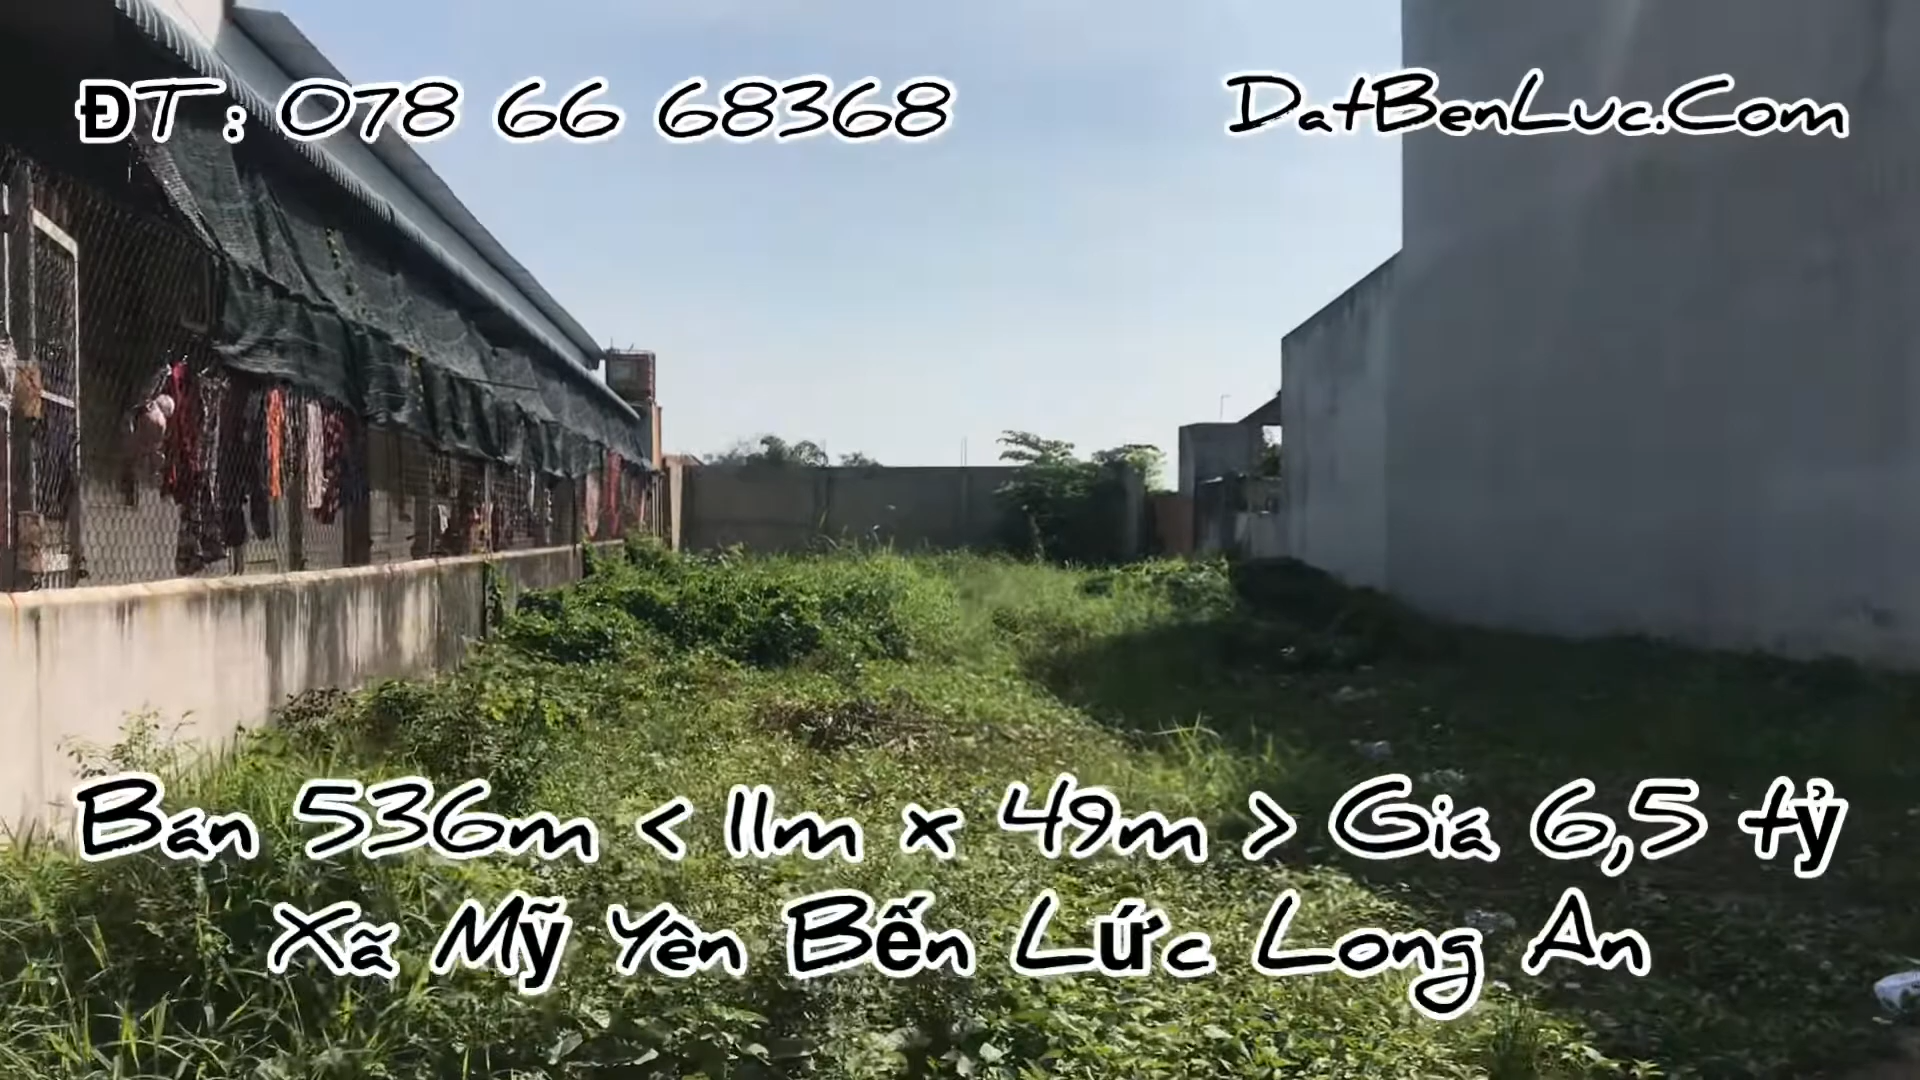 ĐT : 078 66 68368
DatBenLuc.Com
Bán 536m < 11m x 49m > Giá 6,5 tỷ
Xã Mỹ Yên Bến Lức Long An